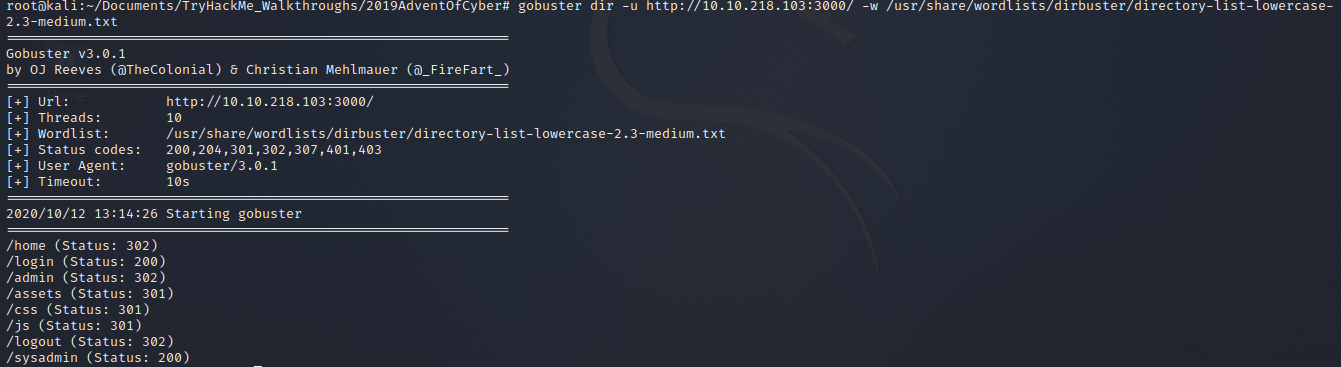 root@kali:~/Documents/TryHackMe_Walkthroughs/2019AdventOfCyber# gobuster dir -u http://10.10.218.103:3000/ -w /usr/share/wordlists/dirbuster/directory-list-lowercase-
2.3-medium.txt
===============================================================
Gobuster v3.0.1
by OJ Reeves (@TheColonial) & Christian Mehlmauer (@_FireFart_)
===============================================================
[+] Url:            http://10.10.218.103:3000/
[+] Threads:        10
[+] Wordlist:       /usr/share/wordlists/dirbuster/directory-list-lowercase-2.3-medium.txt
[+] Status codes:   200,204,301,302,307,401,403
[+] User Agent:     gobuster/3.0.1
[+] Timeout:        10s
===============================================================
2020/10/12 13:14:26 Starting gobuster
===============================================================
/home (Status: 302)
/login (Status: 200)
/admin (Status: 302)
/assets (Status: 301)
/css (Status: 301)
/js (Status: 301)
/logout (Status: 302)
/sysadmin (Status: 200)